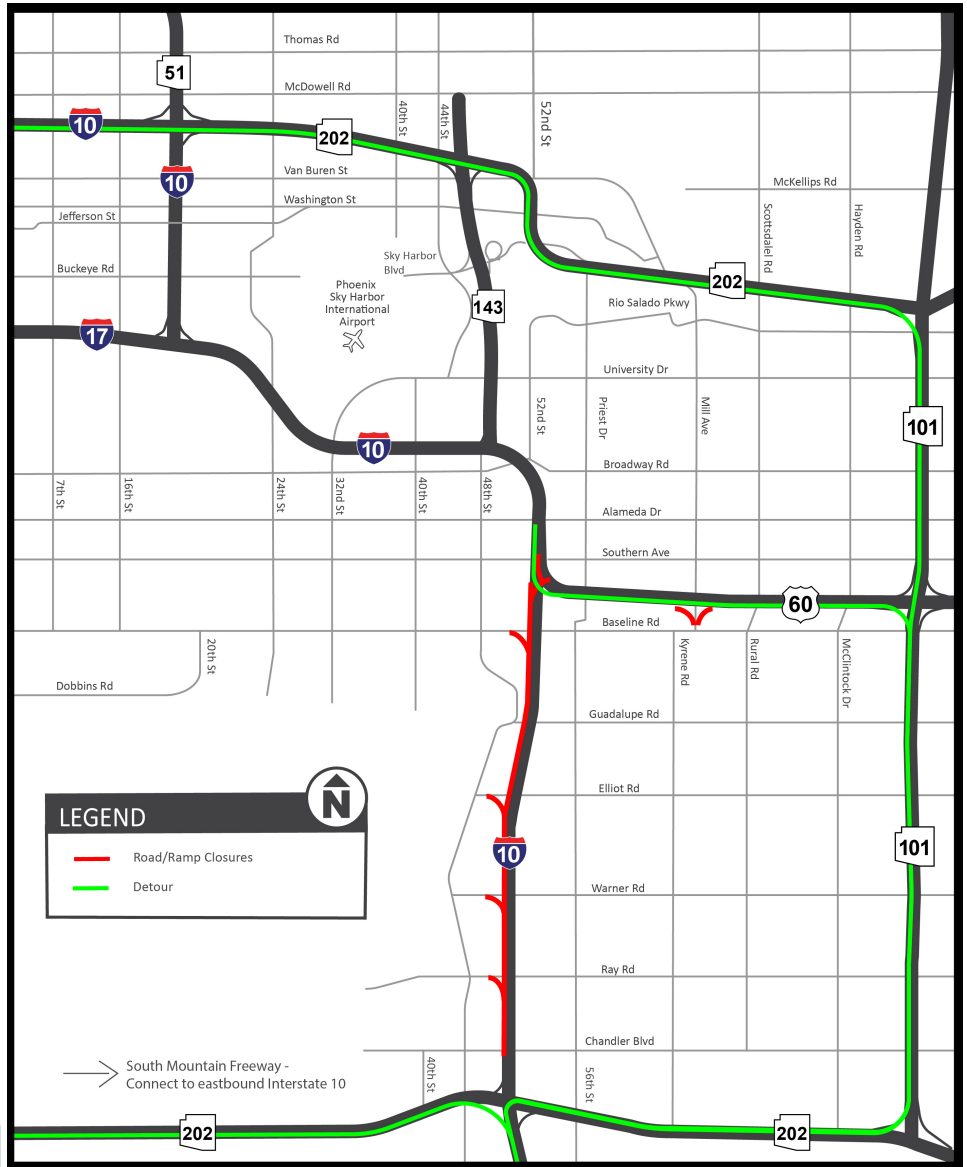 Thomas Rd
51
McDowell Rd
40th St
44th St
52nd St
10
202
Van Buren St
10
McKellips Rd
Washington St
Scottsdalel Rd
Hayden Rd
Jefferson St
Sky Harbor
Blvd
Buckeye Rd
202
Phoenix
Sky Harbor
International
Airport
143
Rio Salado Pkwy
17
University Dr
52nd St
Priest Dr
Mill Ave
101
10
Broadway Rd
7th St
16th St
24th St
32nd St
40th St
48th St
Alameda Dr
Southern Ave
60
Baseline Rd
20th St
Kyrene Rd
Rural Rd
McClintock Dr
Dobbins Rd
Guadalupe Rd
N
Elliot Rd
LEGEND
Road/Ramp Closures
Detour
10
101
Warner Rd
Ray Rd
Chandler Blvd
South Mountain Freeway -
Connect to eastbound Interstate 10
40th St
56th St
202
202